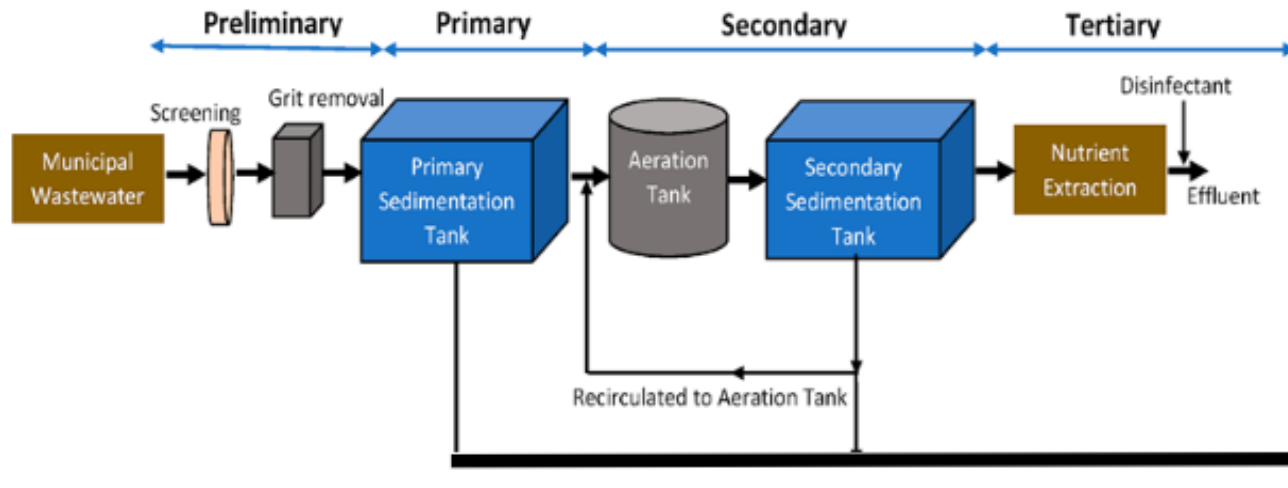 Preliminary
Primary
Secondary
Tertiary
Disinfectant
Grit removal
Screening
Municipal
Wastewater
Primary
Sedimentation
Tank
Aeration
Tank
Secondary
Sedimentation
Tank
Nutrient
Extraction
Effluent
Recirculated to Aeration Tank